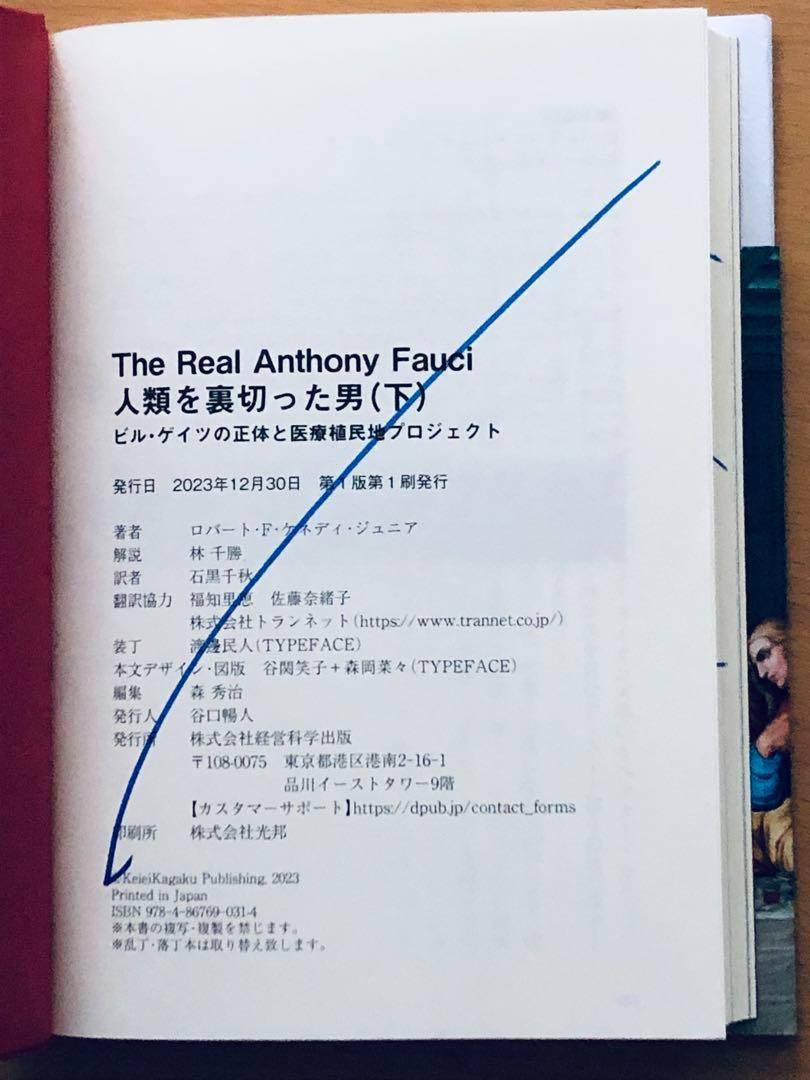 The Real Anthony Fauci
人類を裏切った男(下)
ビル・ゲイツの正体と医療植民地プロジェクト
発行日 2023年12月30日 第1版第1刷発行
著者 ロバート・F・ケネディ・ジュニア
解説 林 千勝
訳者 石黒千秋
翻訳協力 福知里恵 佐藤奈緒子
株式会社トランネット(https://www.trannet.co.jp/)
装丁 渡邊民人(TYPEFACE)
本文デザイン・図版 谷関笑子+森岡菜々(TYPEFACE)
編集 森 秀治
発行人 谷口暢人
発行所 株式会社経営科学出版
〒108-0075 東京都港区港南2-16-1
品川イーストタワー9階
【カスタマーサポート】https://dpub.jp/contact_forms
印刷所 株式会社光邦
©KeieiKagaku Publishing, 2023
Printed in Japan
ISBN 978-4-86769-031-4
※本書の複写・複製を禁じます。
※乱丁・落丁本は取り替え致します。